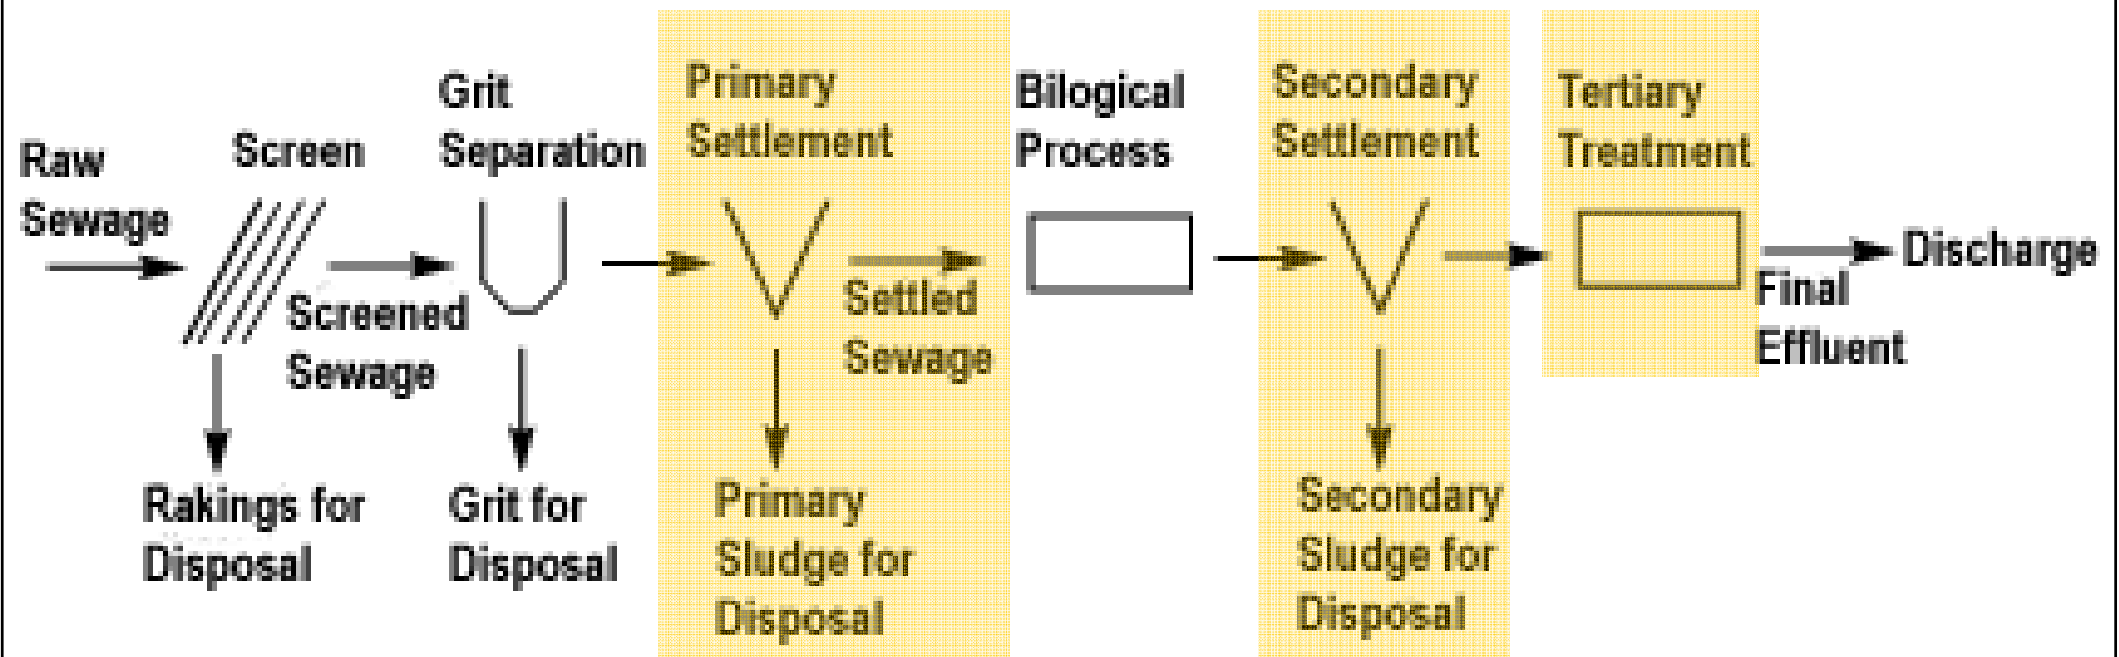 Raw
Sewage
Screen
Screened
Sewage
Rakings for
Disposal
Grit
Separation
Grit for
Disposal
Primary
Settlement
Settled
Sewage
Primary
Sludge for
Disposal
Bilogical
Process
Secondary
Settlement
Secondary
Sludge for
Disposal
Tertiary
Treatment
Final
Effluent
Discharge